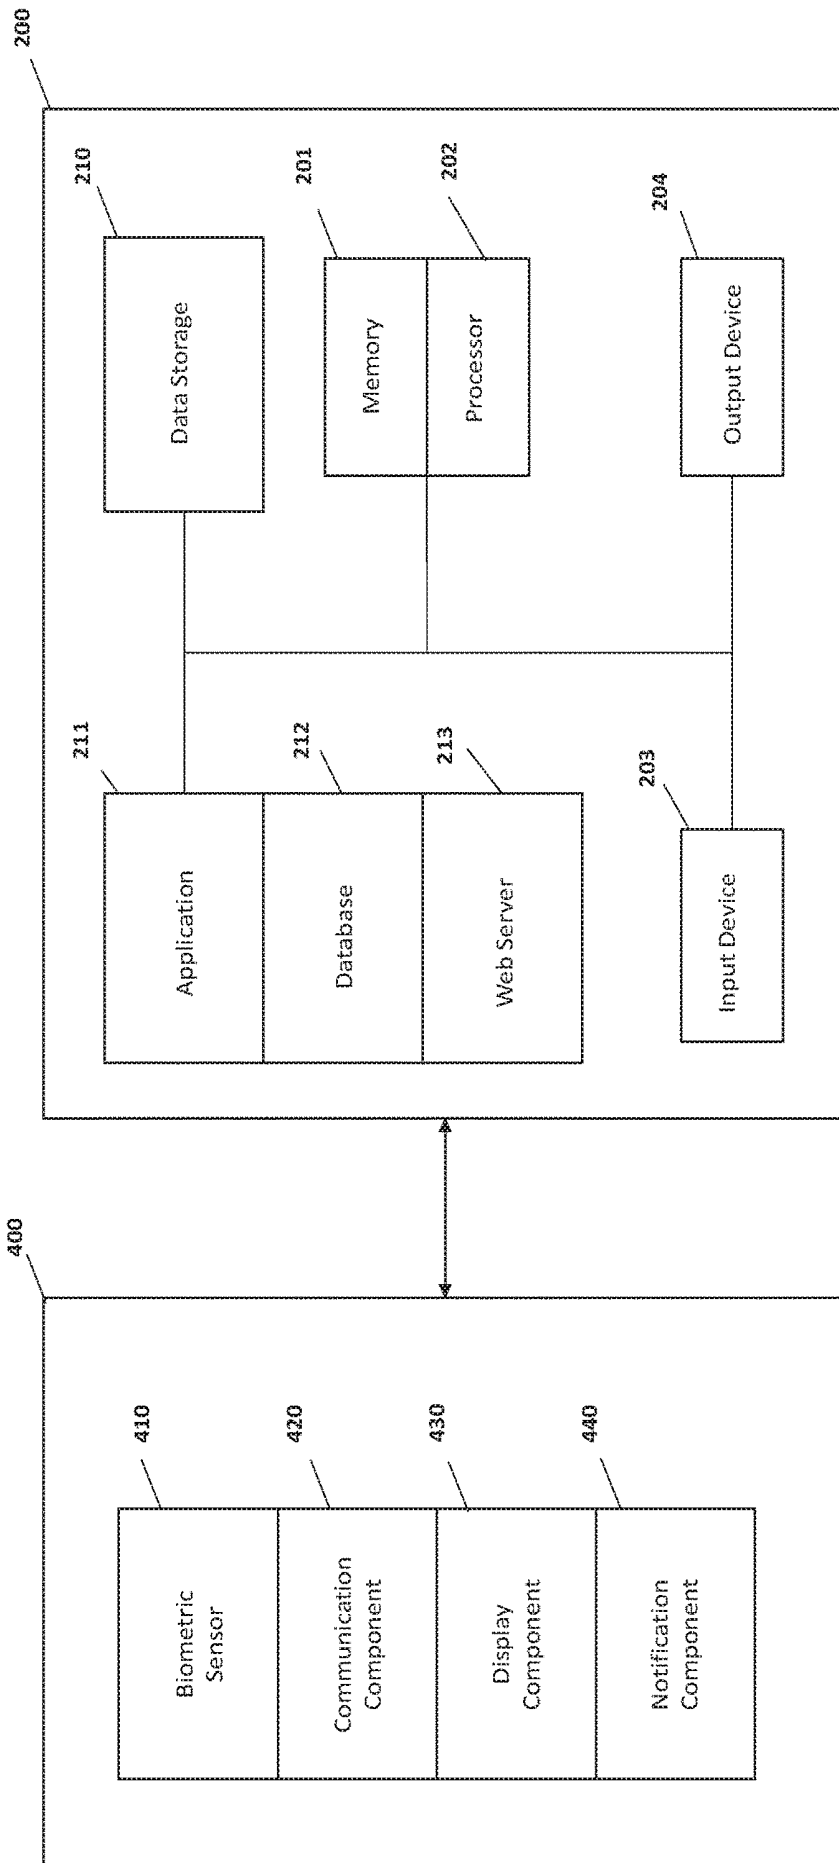 400
410
Biometric
Sensor
420
Communication
Component
430
Display
Component
440
Notification
Component
200
211
Application
212
Database
213
Web Server
210
Data Storage
201
Memory
202
Processor
203
Input Device
204
Output Device